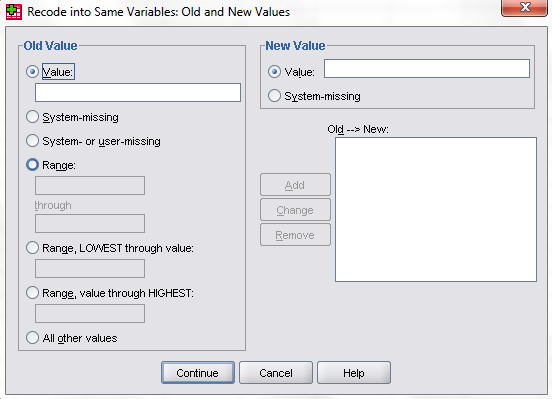 Recode into Same Variables: Old and New Values
Old Value
Value:
System-missing
System- or user-missing
Range:
through
Range, LOWEST through value:
Range, value through HIGHEST:
All other values
New Value
Value:
System-missing
Old --> New:
Add
Change
Remove
Continue
Cancel
Help